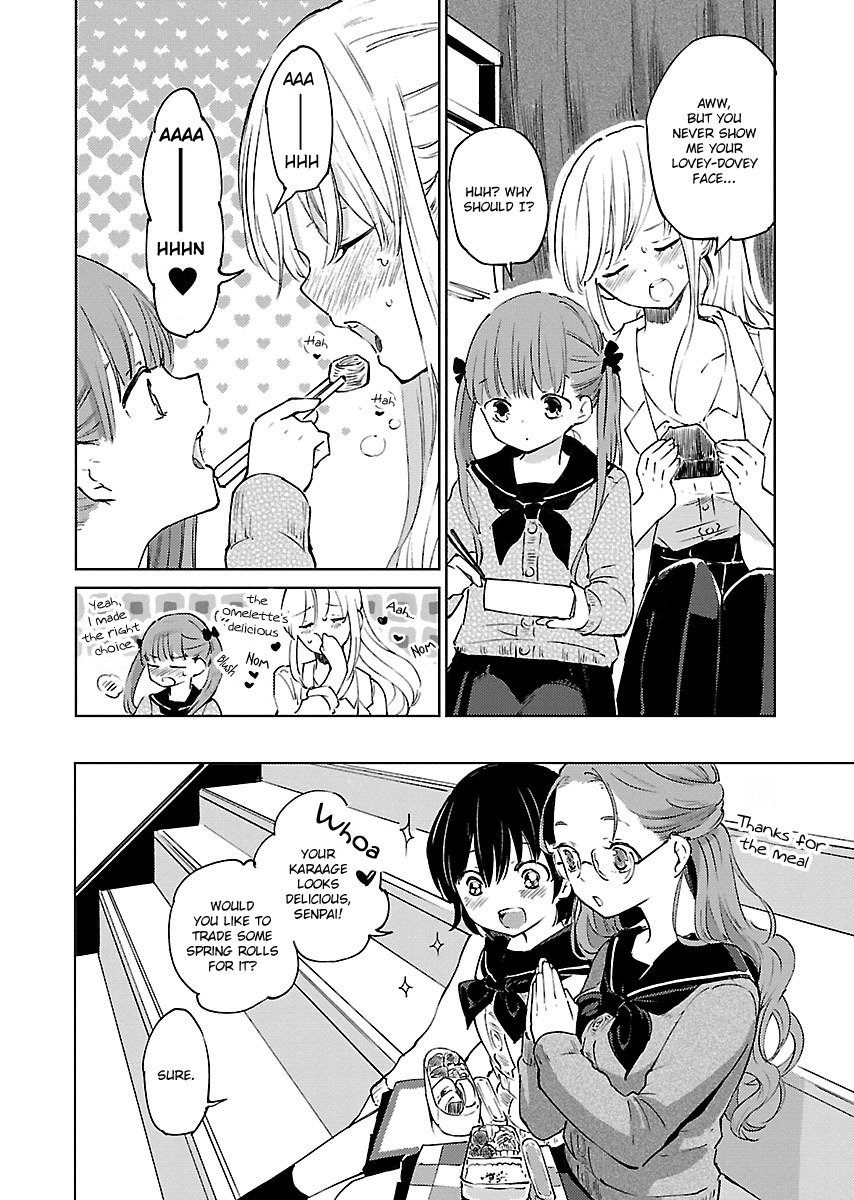 AWW,
BUT YOU
NEVER SHOW
ME YOUR
LOVEY-DOVEY
FACE...
HUH? WHY
SHOULD I?
AAA
—
HHH
AAAA
—
HHHN
♥
Hah
Hah
Aah
the
omelette's
delicious
Nom
Nom
Blush
Yeah,
I made
the right
choice
Thanks for
the meal
Whoa
YOUR
KARAAGE
LOOKS
DELICIOUS,
SENPAI!
WOULD
YOU LIKE TO
TRADE SOME
SPRING ROLLS
FOR IT?
SURE.